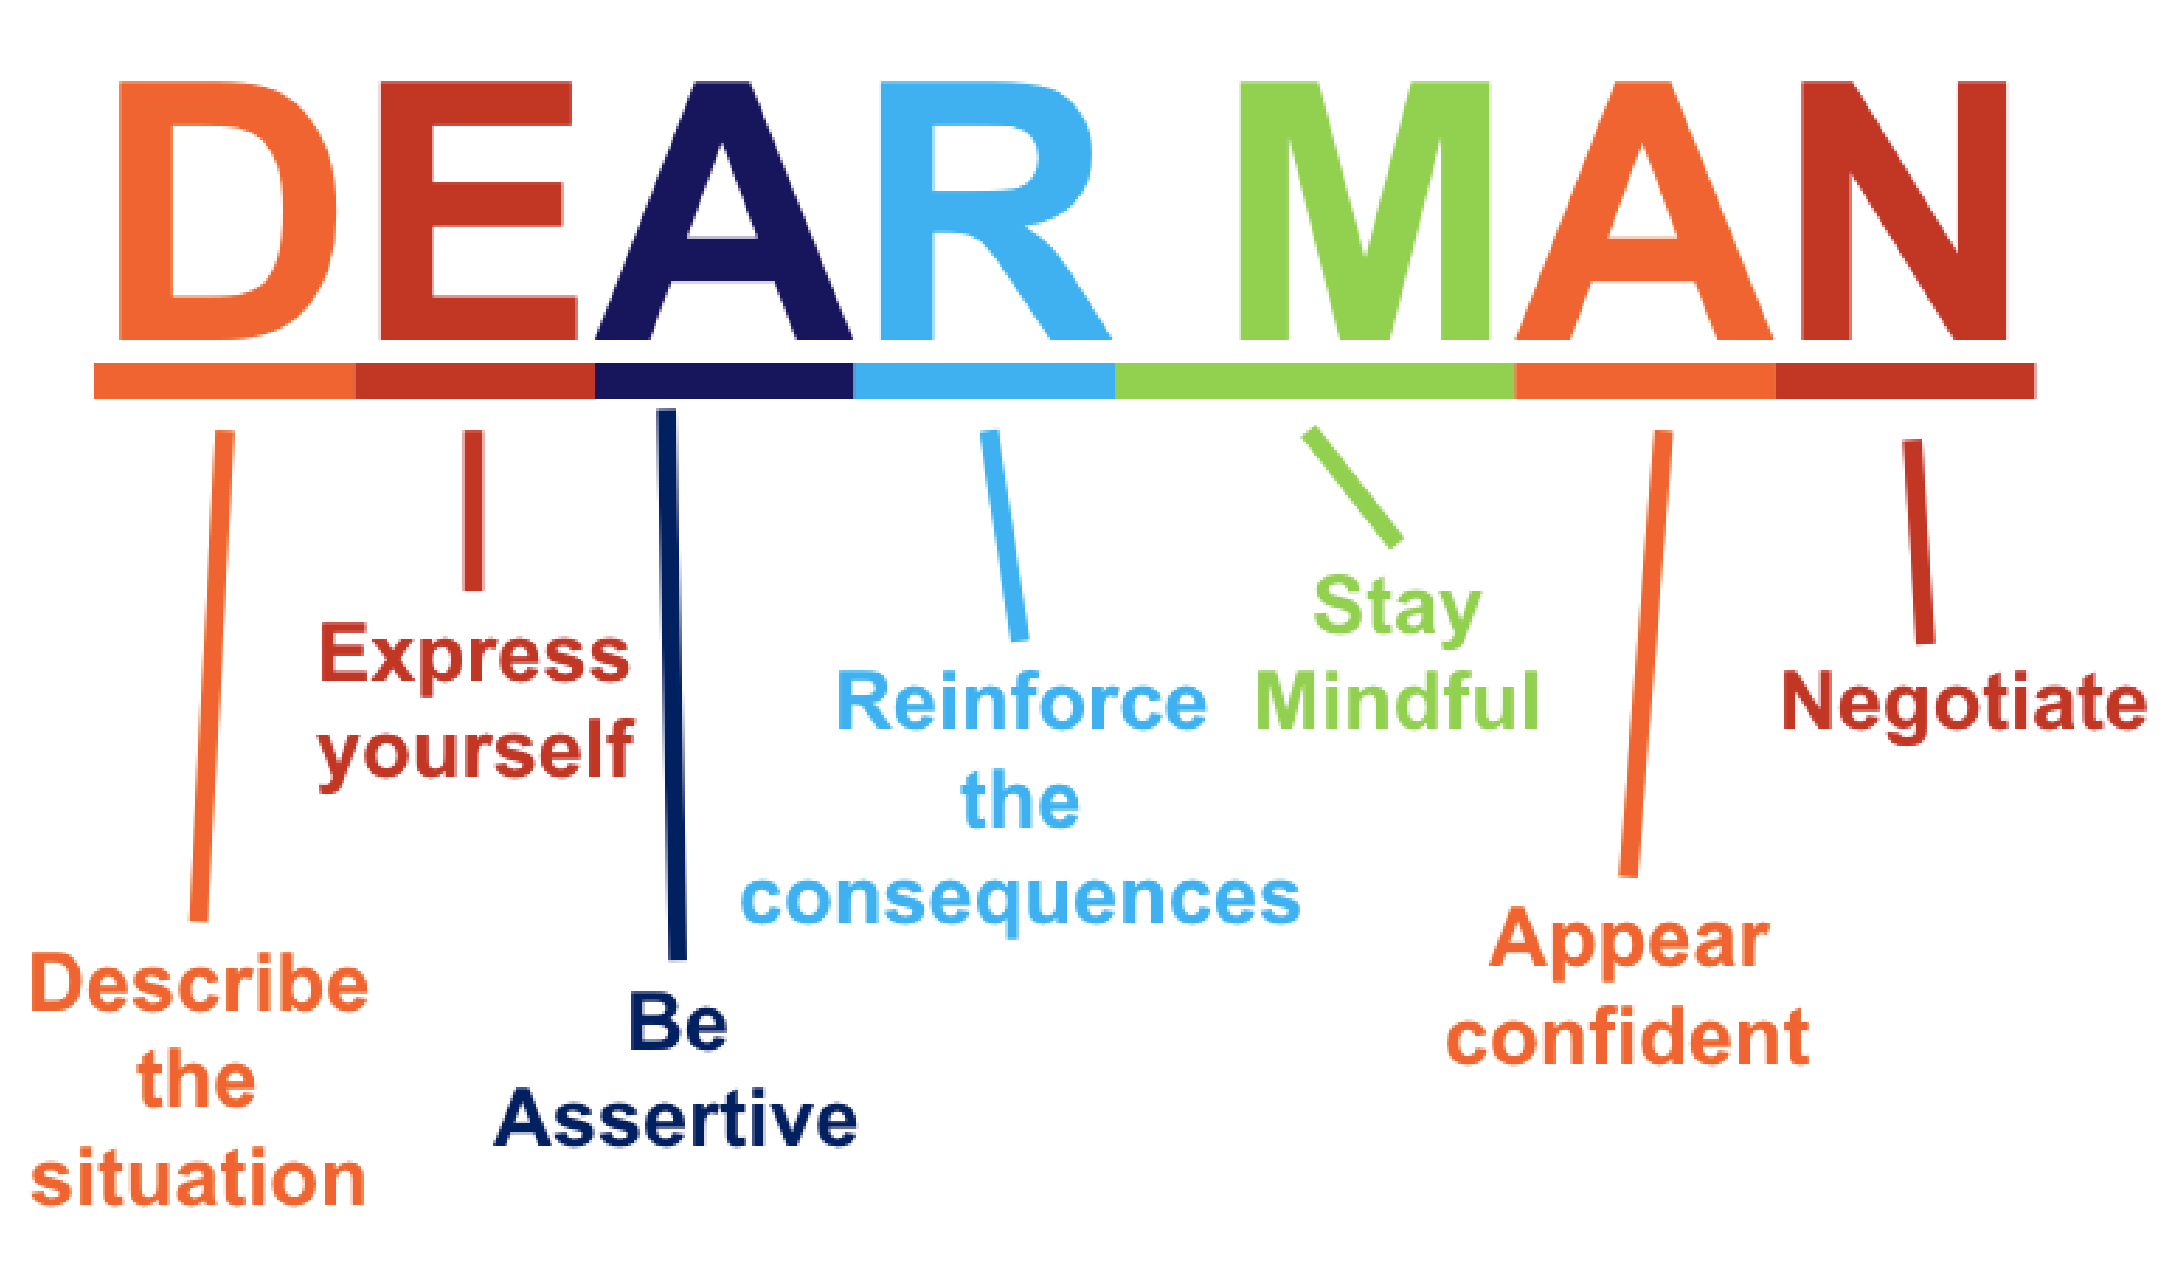 DEAR MAN
Describe
the
situation
Express
yourself
Be
Assertive
Reinforce
the
consequences
Stay
Mindful
Appear
confident
Negotiate